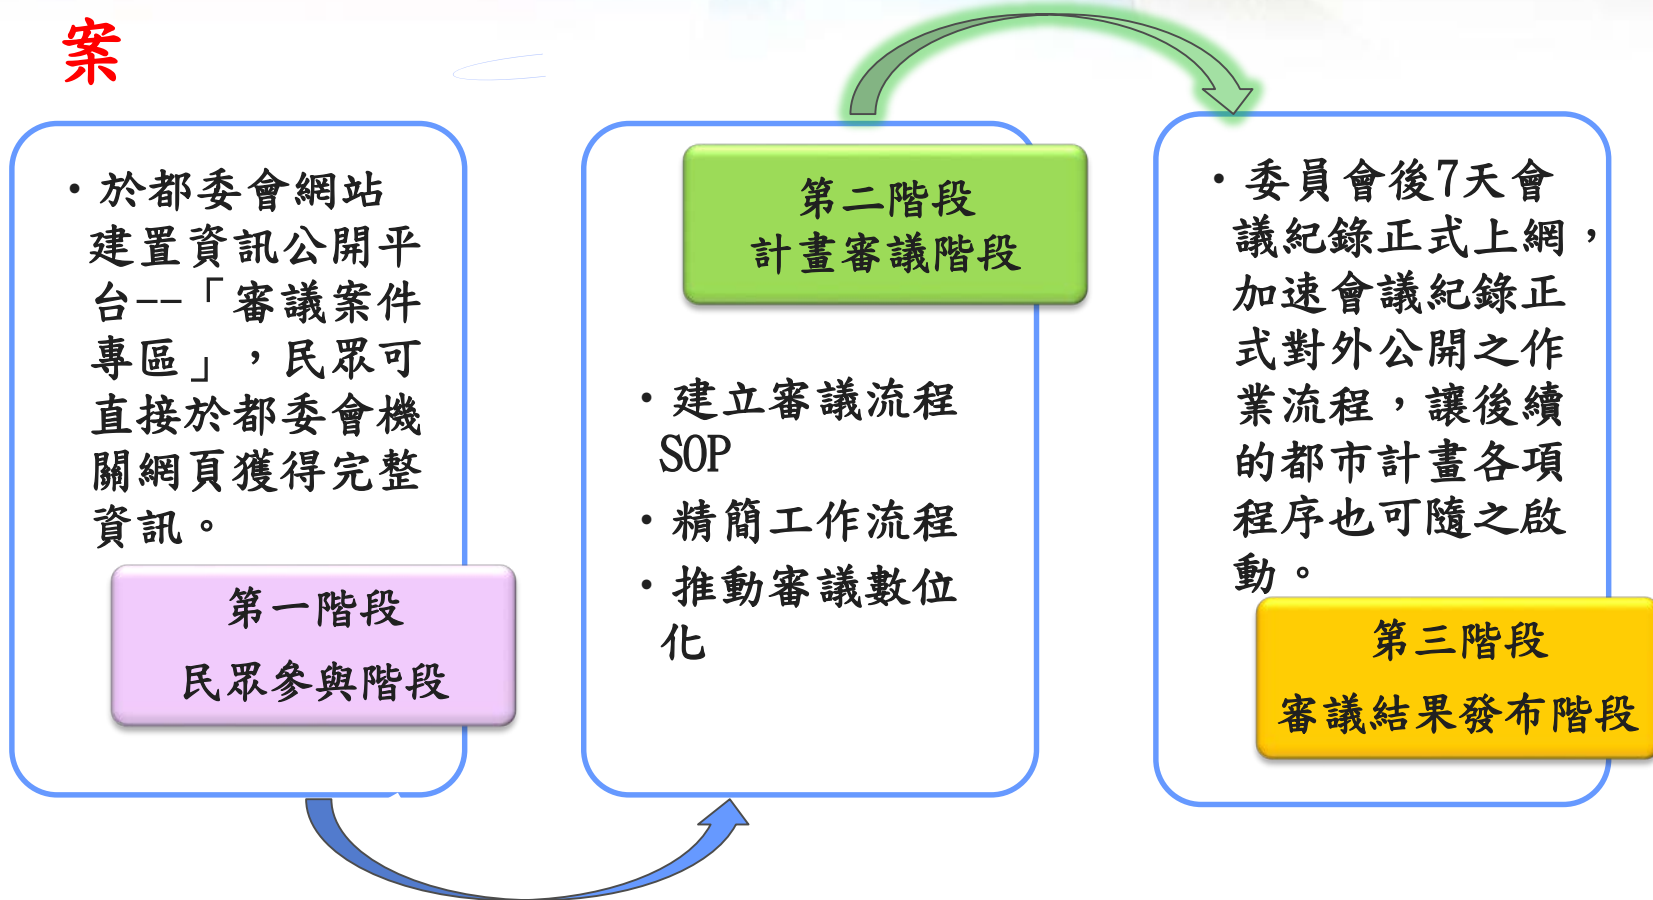 案
・於都委會網站
建置資訊公開平
台--「審議案件
專區」，民眾可
直接於都委會機
關網頁獲得完整
資訊。
第一階段
民眾參與階段
第二階段
計畫審議階段
・建立審議流程
SOP
・精簡工作流程
・推動審議數位
化
・委員會後7天會
議紀錄正式上網，
加速會議紀錄正
式對外公開之作
業流程，讓後續
的都市計畫各項
程序也可隨之啟
動。
第三階段
審議結果發布階段